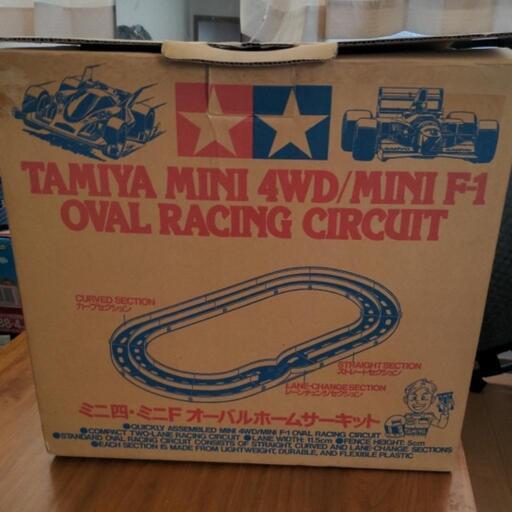 TAMIYA MINI 4WD/MINI F-1
OVAL RACING CIRCUIT
CURVED SECTION
カーブセクション
STRAIGHT SECTION
ストレートセクション
LANE-CHANGE SECTION
レーンチェンジセクション
ミニ四・ミニF オーバルホームサーキット
●QUICKLY ASSEMBLED MINI 4WD/MINI F-1 OVAL RACING CIRCUIT
●COMPACT TWO-LANE RACING CIRCUIT ●LANE WIDTH: 11.5cm ●FENCE HEIGHT: 5cm
●STANDARD OVAL RACING CIRCUIT CONSISTS OF STRAIGHT, CURVED AND LANE-CHANGE SECTIONS
●EACH SECTION IS MADE FROM LIGHTWEIGHT, DURABLE, AND FLEXIBLE PLASTIC